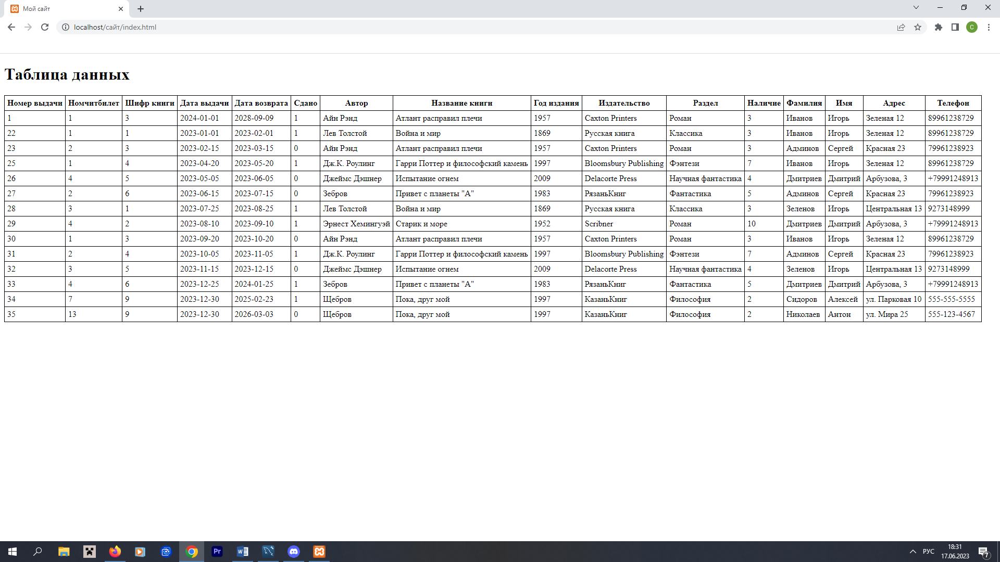 Мой сайт
localhost/сайт/index.html
C
Таблица данных
Номер выдачи Номчитбилет Шифр книги Дата выдачи Дата возврата Сдано Автор Название книги Год издания Издательство Раздел Наличие Фамилия Имя Адрес Телефон
1 1 3 2024-01-01 2028-09-09 1 Айн Рэнд Атлант расправил плечи 1957 Caxton Printers Роман 3 Иванов Игорь Зеленая 12 89961238729
22 1 1 2023-01-01 2023-02-01 1 Лев Толстой Война и мир 1869 Русская книга Классика 3 Иванов Игорь Зеленая 12 89961238729
23 2 3 2023-02-15 2023-03-15 0 Айн Рэнд Атлант расправил плечи 1957 Caxton Printers Роман 3 Админов Сергей Красная 23 79961238923
25 1 4 2023-04-20 2023-05-20 1 Дж.К. Роулинг Гарри Поттер и философский камень 1997 Bloomsbury Publishing Фэнтези 7 Иванов Игорь Зеленая 12 89961238729
26 4 5 2023-05-05 2023-06-05 0 Джеймс Дэшнер Испытание огнем 2009 Delacorte Press Научная фантастика 4 Дмитриев Дмитрий Арбузова, 3 +79991248913
27 2 6 2023-06-15 2023-07-15 0 Зебров Привет с планеты "А" 1983 РязаньКниг Фантастика 5 Админов Сергей Красная 23 79961238923
28 3 1 2023-07-25 2023-08-25 1 Лев Толстой Война и мир 1869 Русская книга Классика 3 Зеленов Игорь Центральная 13 9273148999
29 4 2 2023-08-10 2023-09-10 1 Эрнест Хемингуэй Старик и море 1952 Scribner Роман 10 Дмитриев Дмитрий Арбузова, 3 +79991248913
30 1 3 2023-09-20 2023-10-20 0 Айн Рэнд Атлант расправил плечи 1957 Caxton Printers Роман 3 Иванов Игорь Зеленая 12 89961238729
31 2 4 2023-10-05 2023-11-05 1 Дж.К. Роулинг Гарри Поттер и философский камень 1997 Bloomsbury Publishing Фэнтези 7 Админов Сергей Красная 23 79961238923
32 3 5 2023-11-15 2023-12-15 0 Джеймс Дэшнер Испытание огнем 2009 Delacorte Press Научная фантастика 4 Зеленов Игорь Центральная 13 9273148999
33 4 6 2023-12-25 2024-01-25 1 Зебров Привет с планеты "А" 1983 РязаньКниг Фантастика 5 Дмитриев Дмитрий Арбузова, 3 +79991248913
34 7 9 2023-12-30 2025-02-23 1 Щебров Пока, друг мой 1997 КазаньКниг Философия 2 Сидоров Алексей ул. Парковая 10 555-555-5555
35 13 9 2023-12-30 2026-03-03 0 Щебров Пока, друг мой 1997 КазаньКниг Философия 2 Николаев Антон ул. Мира 25 555-123-4567
Pr
W
РУС
18:31
17.06.2023
7